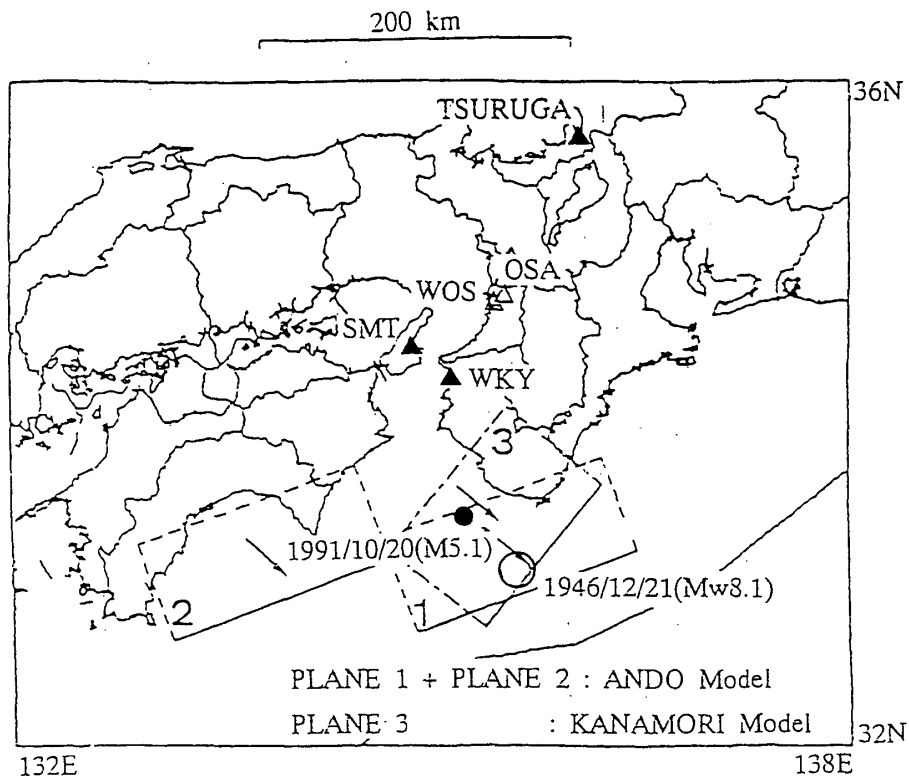 200 km
36N
TSURUGA
ÔSA
WOS
SMT
WKY
3
1991/10/20(M5.1)
1946/12/21(Mw8.1)
2
1
PLANE 1 + PLANE 2 : ANDO Model
PLANE 3 : KANAMORI Model
32N
132E
138E